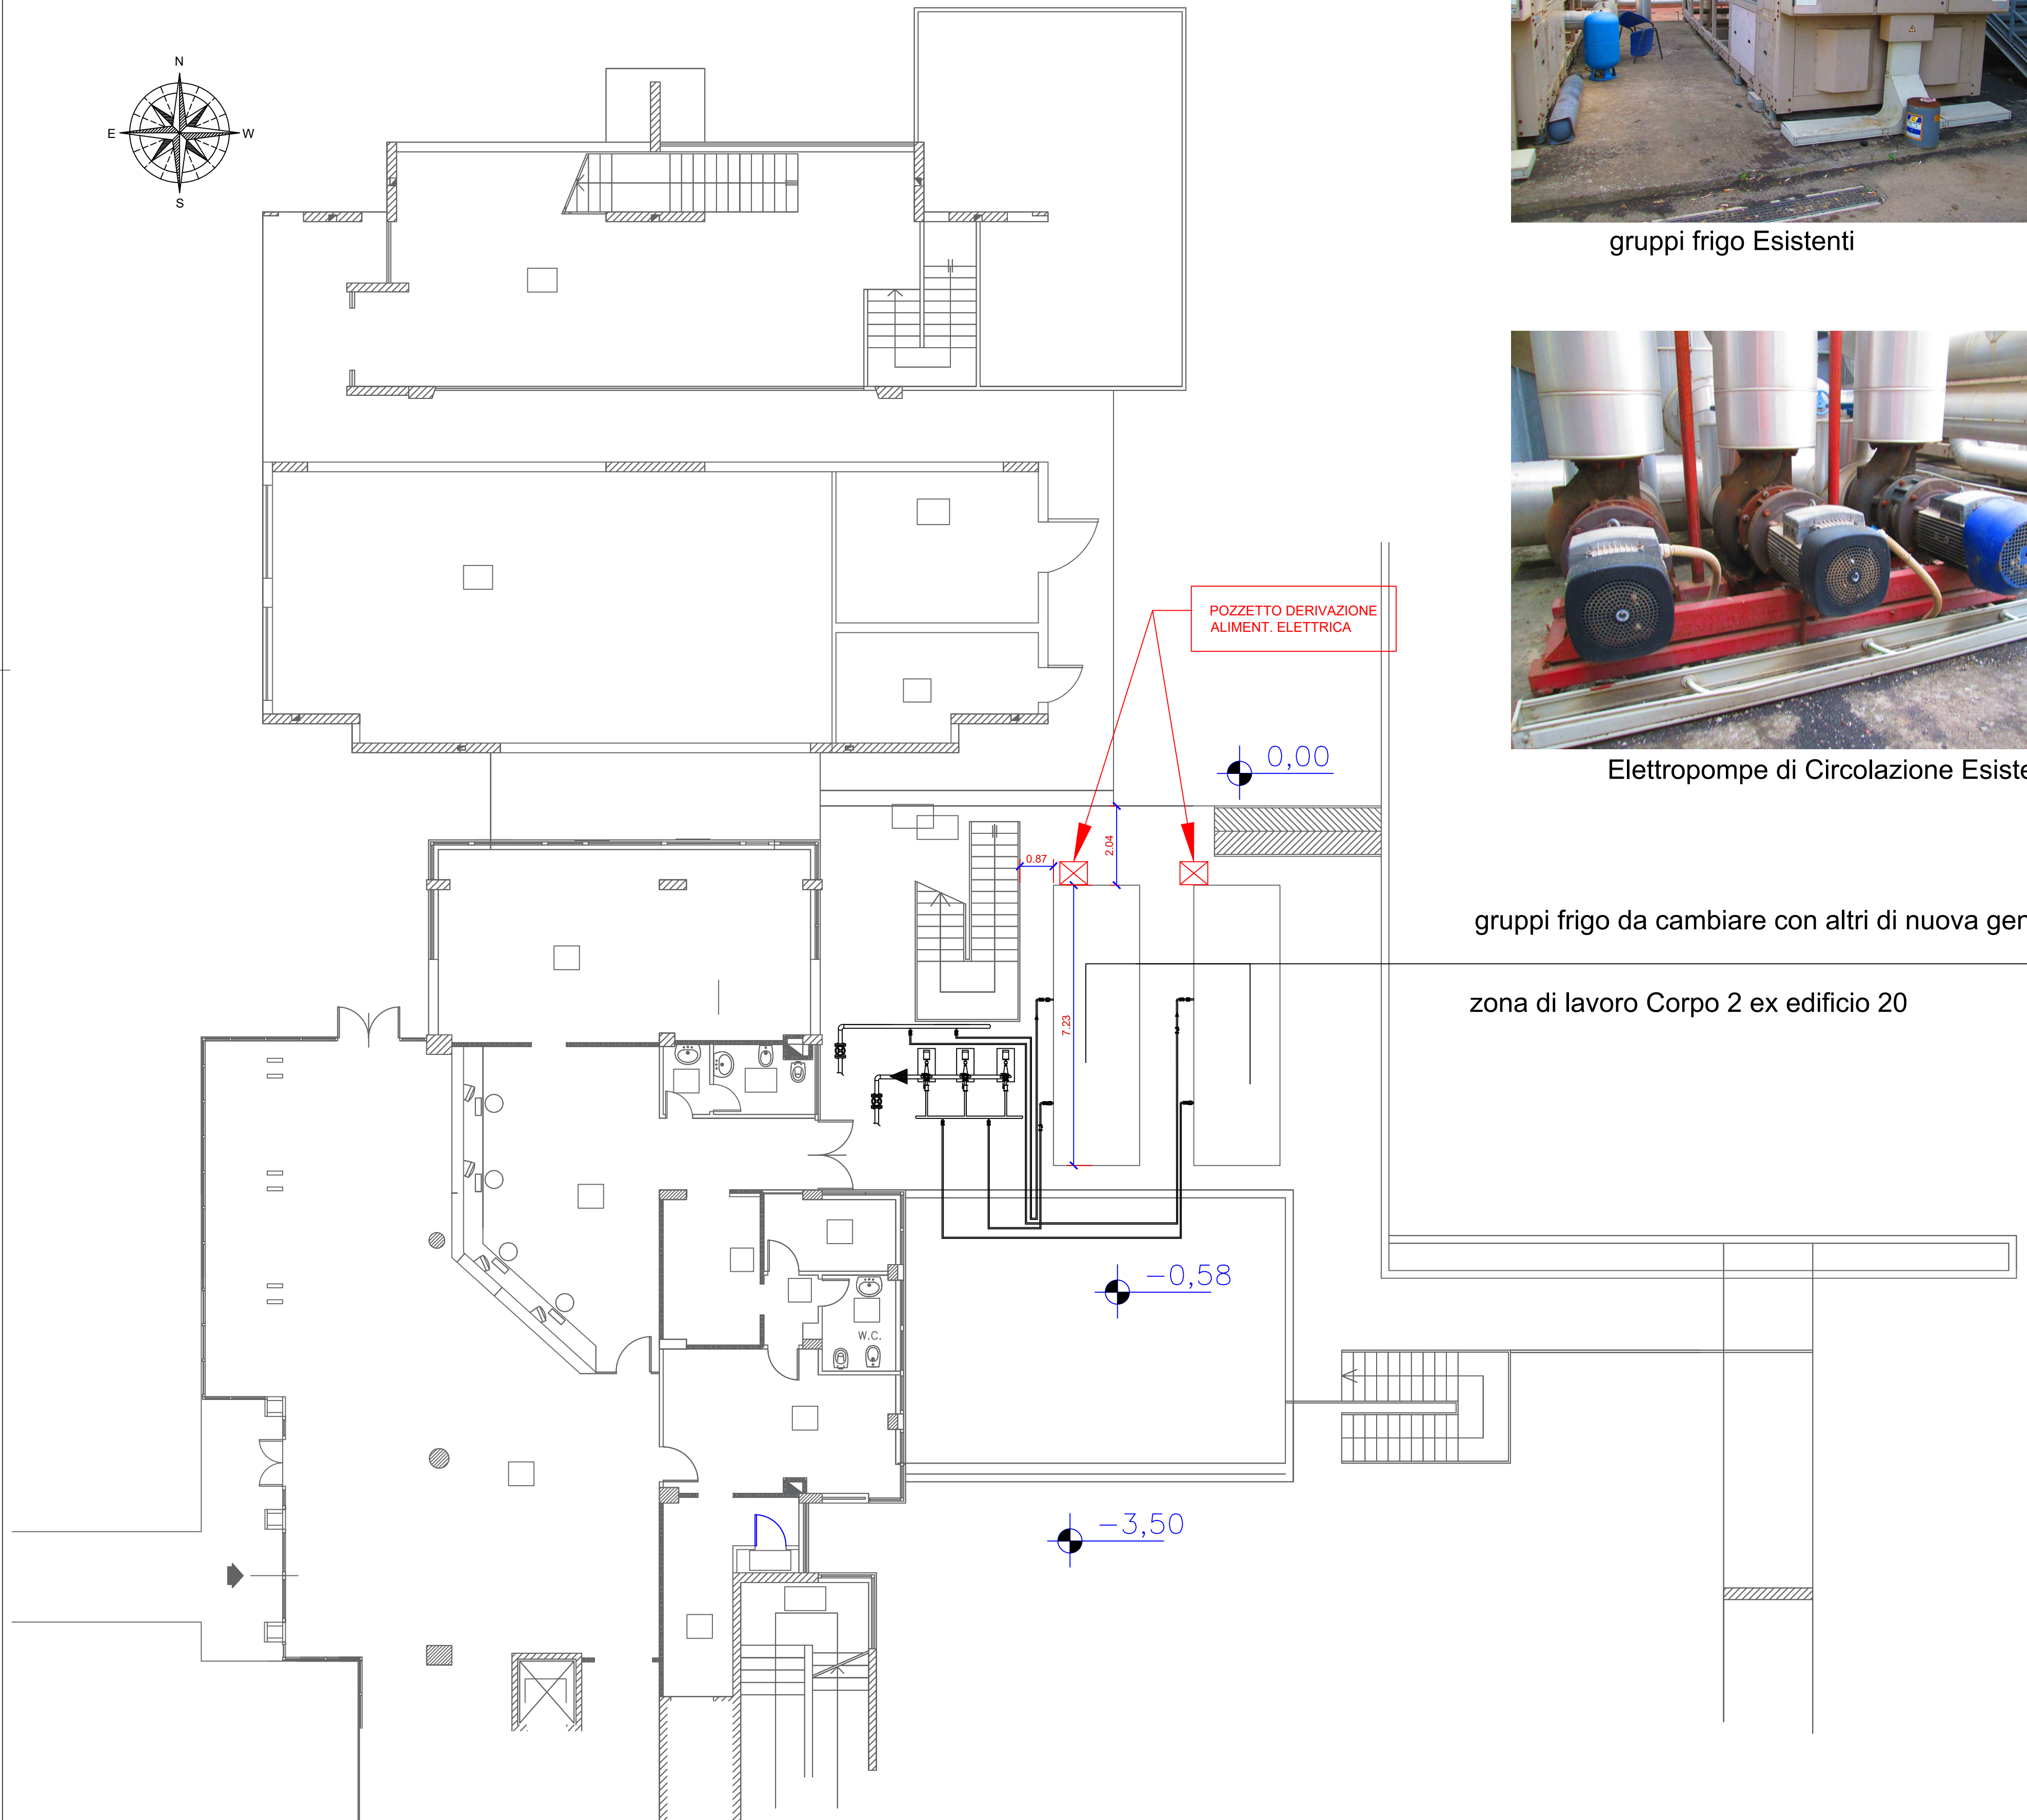 N
E
W
S
gruppi frigo Esistenti
POZZETTO DERIVAZIONE
ALIMENT. ELETTRICA
Elettropompe di Circolazione Esiste
0,00
2.04
0.87
gruppi frigo da cambiare con altri di nuova gen
zona di lavoro Corpo 2 ex edificio 20
7.23
-0,58
W.C.
-3,50